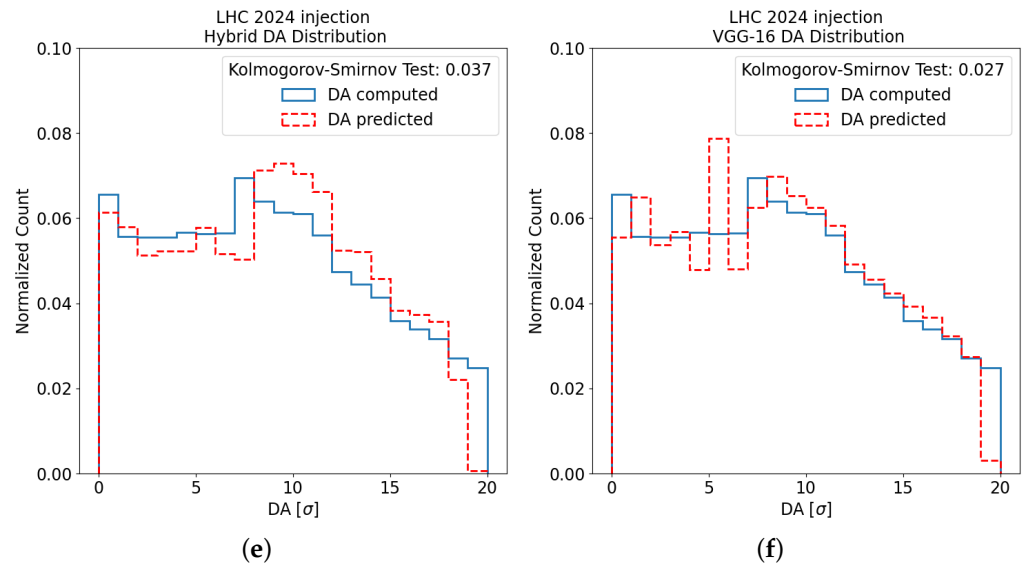 LHC 2024 injection
Hybrid DA Distribution
Kolmogorov-Smirnov Test: 0.037
DA computed
DA predicted
0.10
0.08
0.06
0.04
0.02
0.00
Normalized Count
0 5 10 15 20
DA [σ]
(e)
LHC 2024 injection
VGG-16 DA Distribution
Kolmogorov-Smirnov Test: 0.027
DA computed
DA predicted
0.10
0.08
0.06
0.04
0.02
0.00
Normalized Count
0 5 10 15 20
DA [σ]
(f)